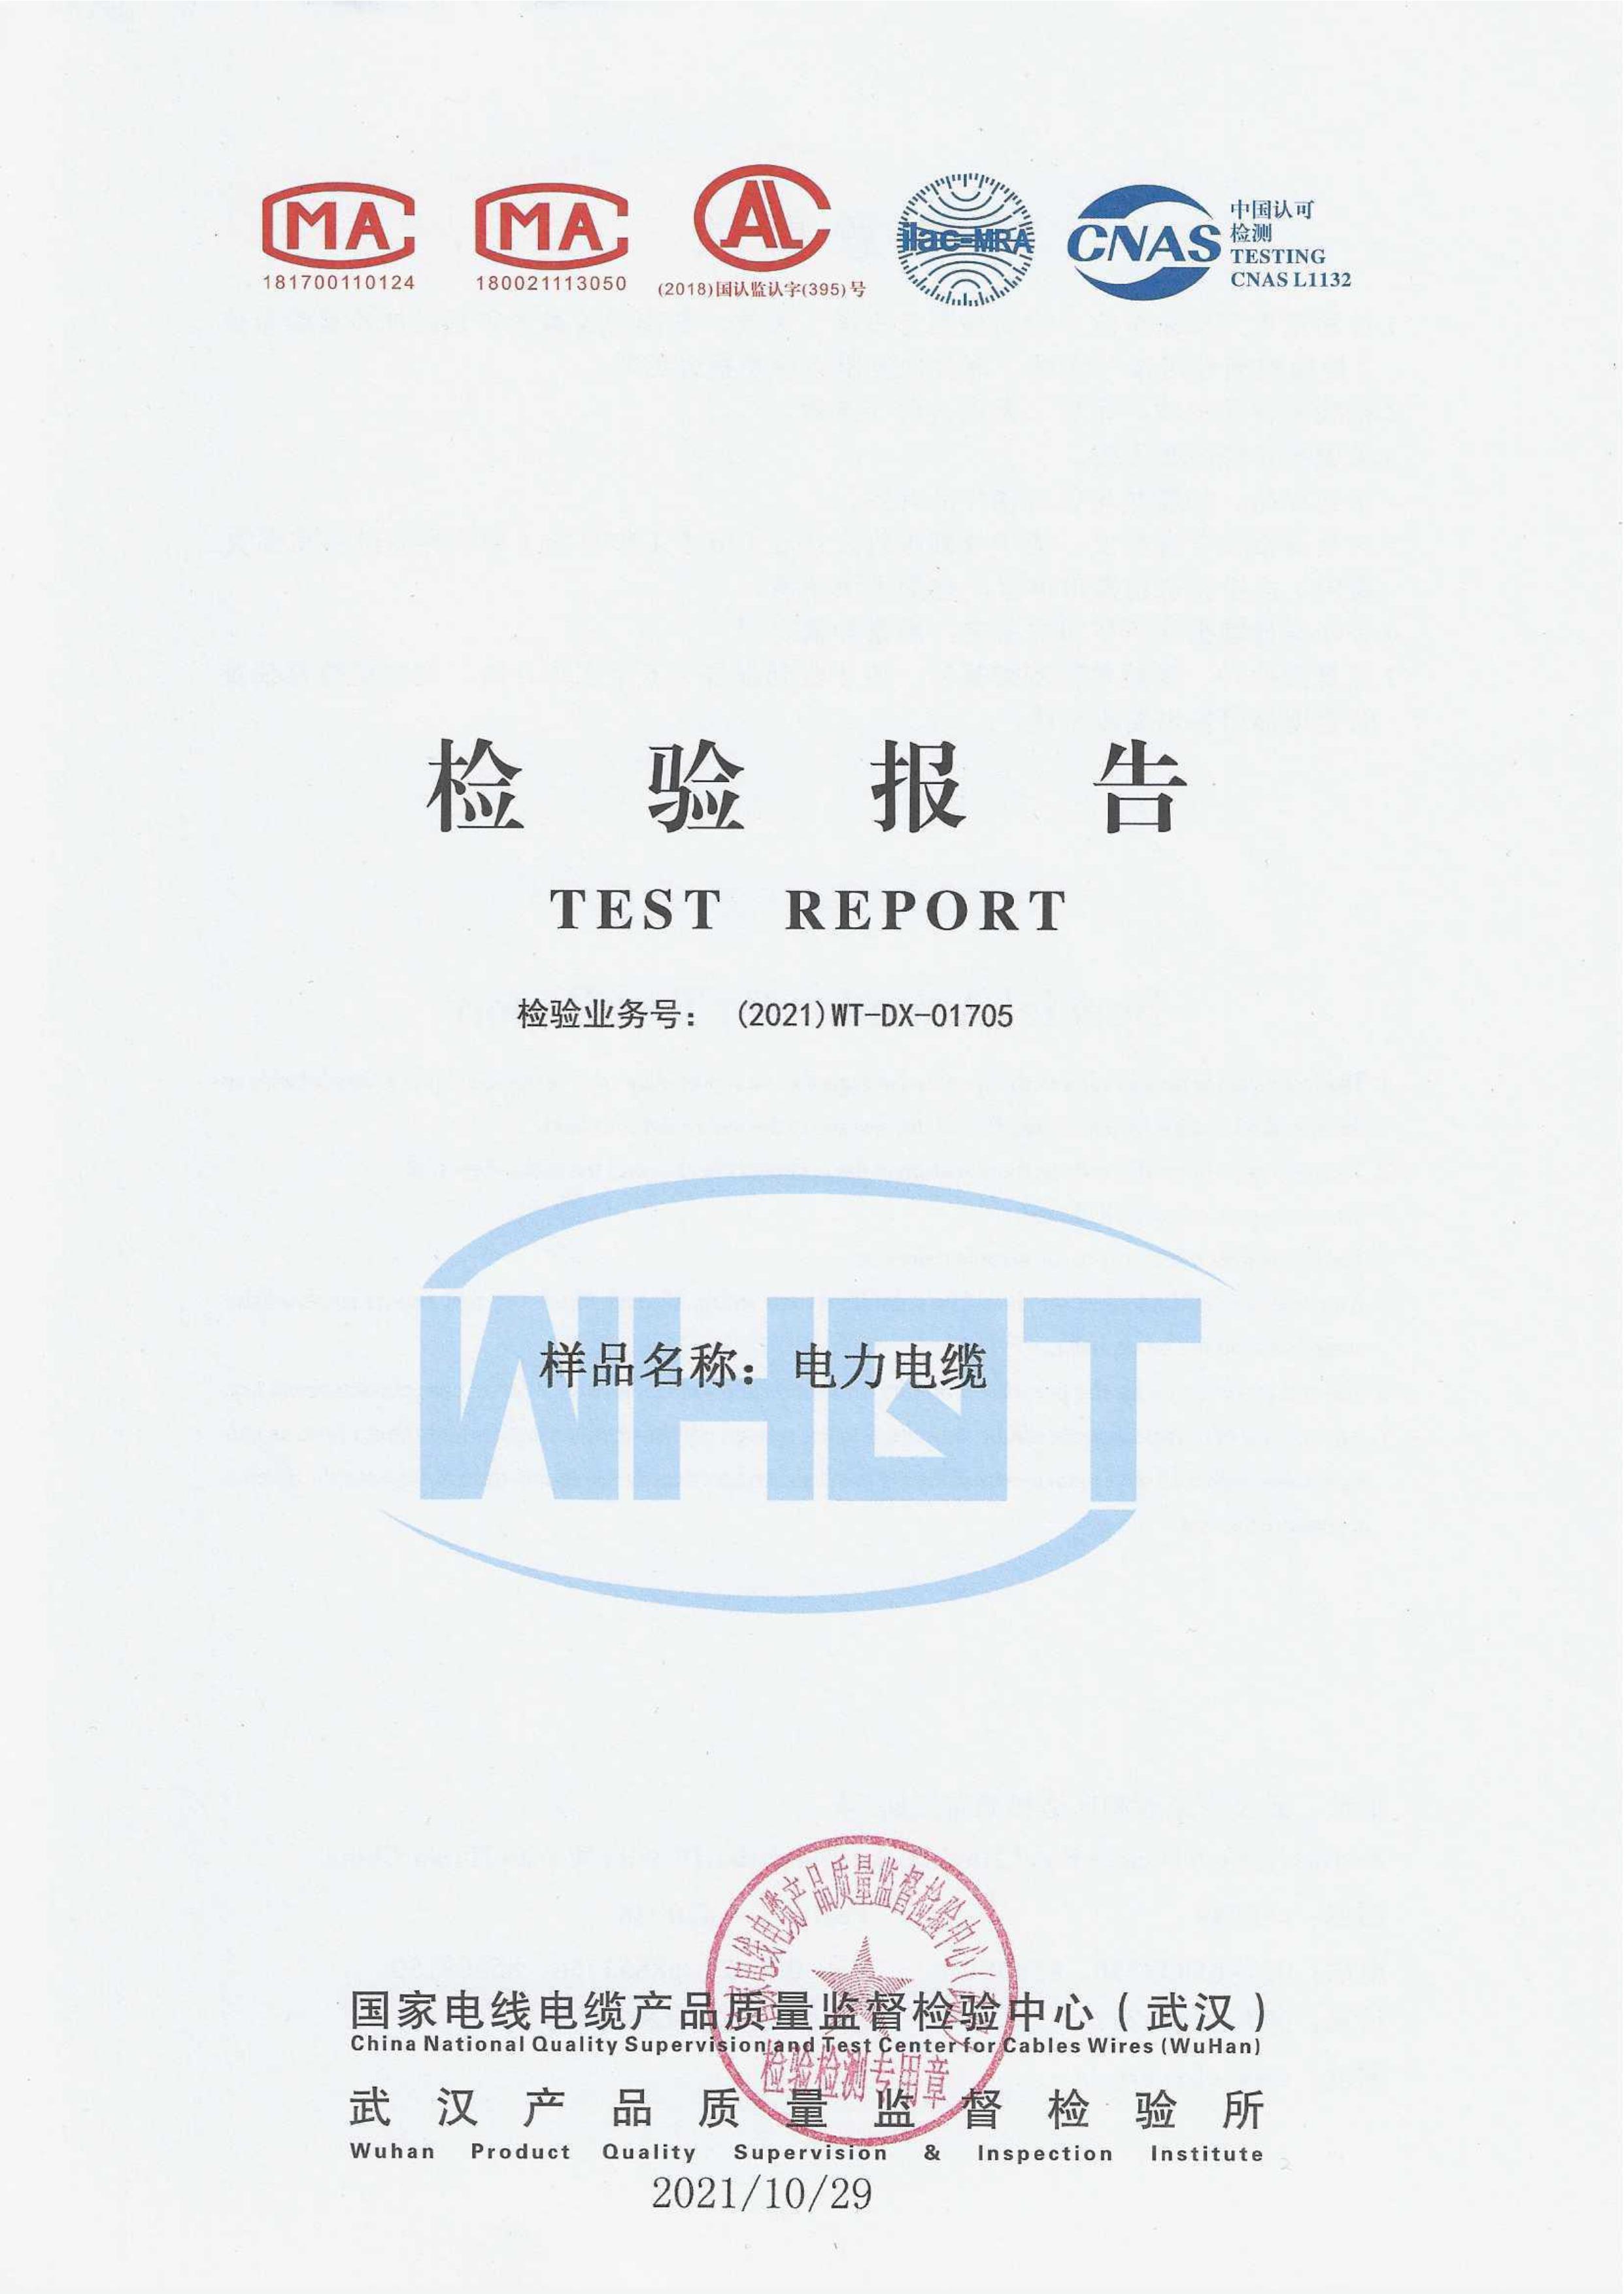 MA
181700110124
MA
180021113050
AL
(2018)国认监认字(395)号
ilac-MRA
CNAS
中国认可
检测
TESTING
CNAS L1132
检验报告
TEST REPORT
检验业务号： (2021)WT-DX-01705
WHQT
样品名称：电力电缆
国家电线电缆产品质量监督检验中心(武汉)
检验检测专用章
国家电线电缆产品质量监督检验中心（武汉）
China National Quality Supervision and Test Center for Cables Wires (WuHan)
武汉产品质量监督检验所
Wuhan Product Quality Supervision & Inspection Institute
2021/10/29